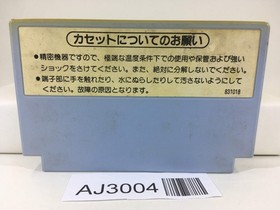 カセットについてのお願い
●精密機器ですので、極端な温度条件下での使用や保管および強い
ショックをさけてください。また、絶対に分解しないでください。
●端子部に手を触れたり、水にぬらしたりして汚さないようにして
ください。故障の原因となります。
831018
AJ3004